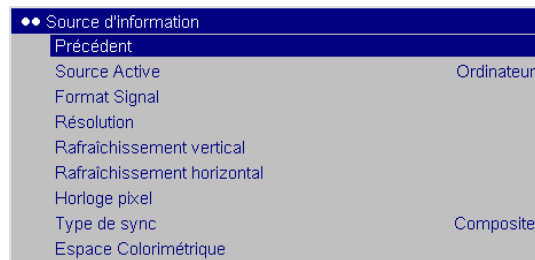 Source d'information
Précédent
Source Active Ordinateur
Format Signal
Résolution
Rafraîchissement vertical
Rafraîchissement horizontal
Horloge pixel
Type de sync Composite
Espace Colorimétrique